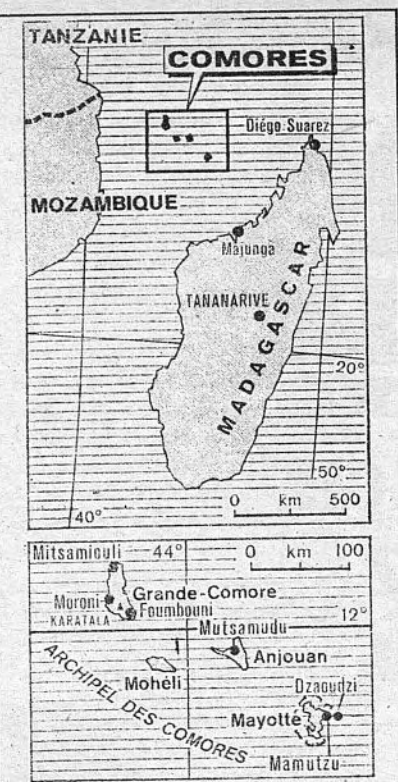 TANZANIE
COMORES
Diégo Suarez
MOZAMBIQUE
Majunga
TANANARIVE
MADAGASCAR
20°
50°
0 km 500
40°
Mitsamiouli 44° 0 km 100
Moroni Grande-Comore
KARATALA Foumbouni 12°
Mutsamudu
Anjouan
Mohéli Dzaoudzi
ARCHIPEL DES COMORES
Mayotte
Mamutzu